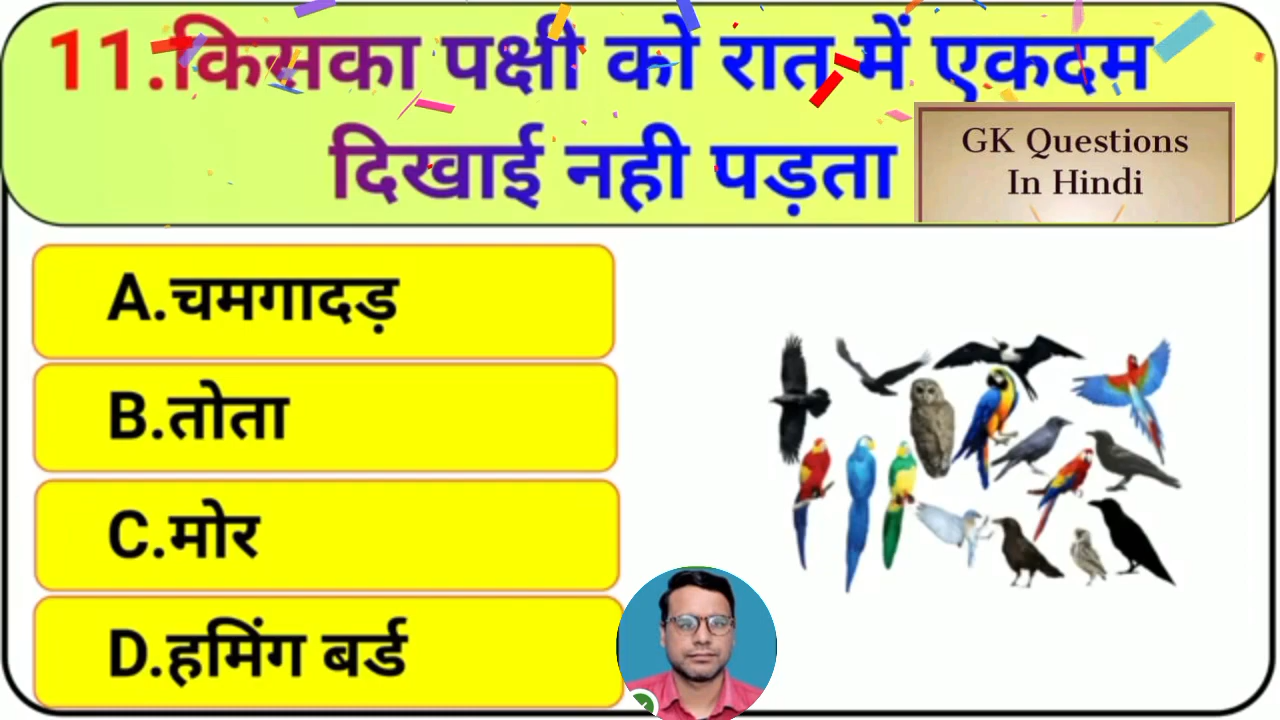 11.किसका पक्षी को रात में एकदम
दिखाई नही पड़ता
GK Questions
In Hindi
A.चमगादड़
B.तोता
C.मोर
D.हमिंग बर्ड